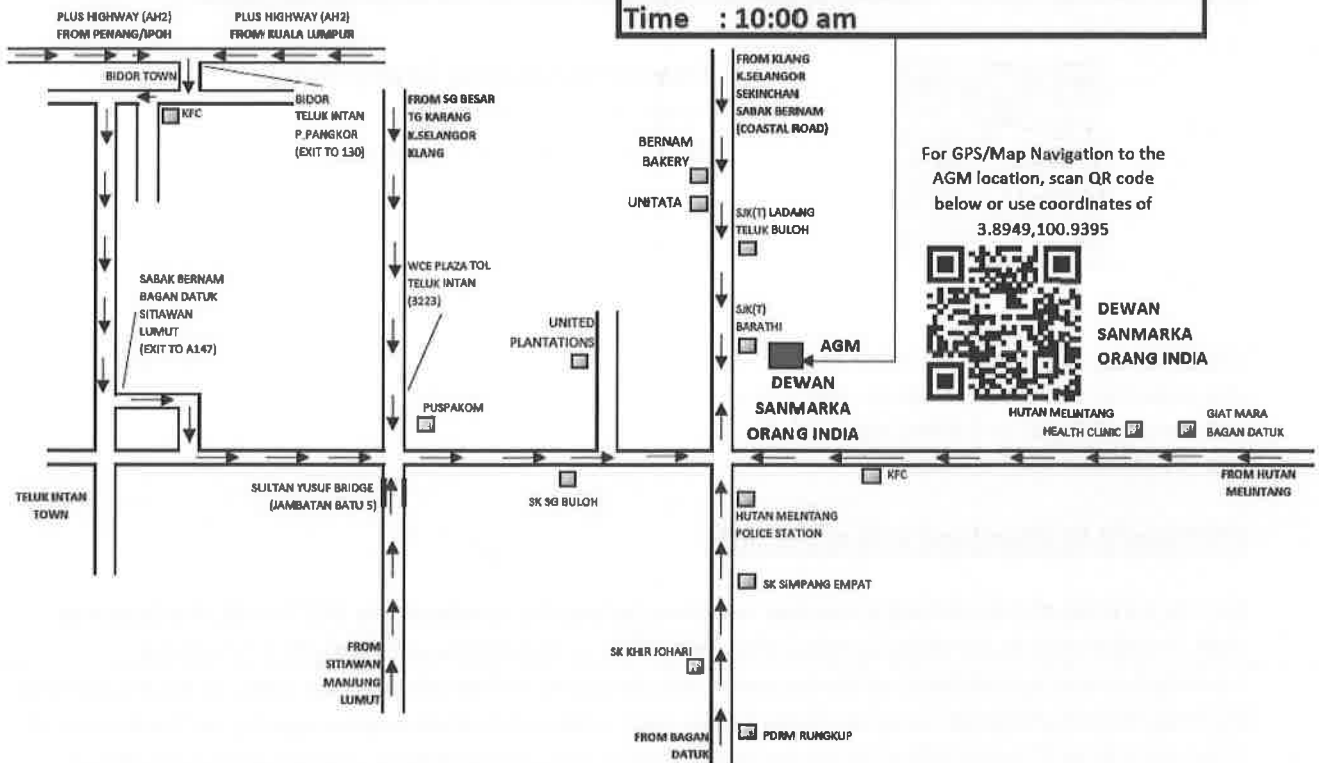 Time : 10:00 am
PLUS HIGHWAY (AH2)
FROM PENANG/IPOH
PLUS HIGHWAY (AH2)
FROM KUALA LUMPUR
BIDOR TOWN
KFC
BIDOR
TELUK INTAN
P.PANGKOR
(EXIT TO 130)
FROM SG BESAR
TG KARANG
K.SELANGOR
KLANG
FROM KLANG
K.SELANGOR
SEKINCHAN
SABAK BERNAM
(COASTAL ROAD)
BERNAM
BAKERY
UNITATA
SJK(T) LADANG
TELUK BULOH
For GPS/Map Navigation to the
AGM location, scan QR code
below or use coordinates of
3.8949,100.9395
DEWAN
SANMARKA
ORANG INDIA
SABAK BERNAM
BAGAN DATUK
SITIAWAN
LUMUT
(EXIT TO A147)
WCE PLAZA TOL
TELUK INTAN
(3223)
UNITED
PLANTATIONS
SJK(T)
BARATHI
AGM
DEWAN
SANMARKA
ORANG INDIA
PUSPAKOM
HUTAN MELINTANG
HEALTH CLINIC
GIAT MARA
BAGAN DATUK
TELUK INTAN
TOWN
SULTAN YUSUF BRIDGE
(JAMBATAN BATU 5)
SK SG BULOH
KFC
FROM HUTAN
MELINTANG
HUTAN MELNTANG
POLICE STATION
SK SIMPANG EMPAT
FROM
SITIAWAN
MANJUNG
LUMUT
SK KHIR JOHARI
FROM BAGAN
DATUK
PDRM RUNGKUP